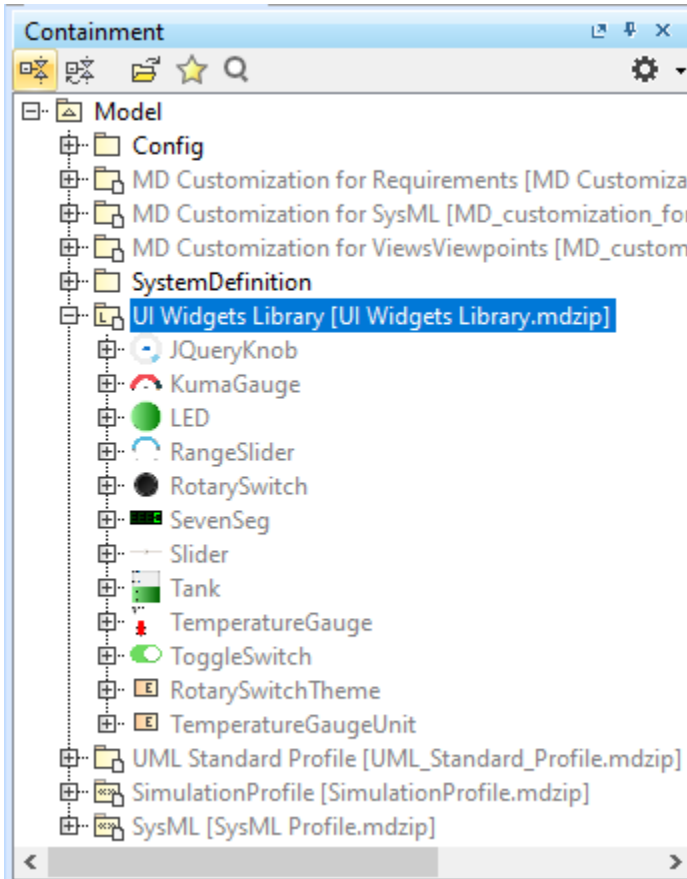 Containment
Model
Config
MD Customization for Requirements [MD Customiza
MD Customization for SysML [MD_customization_for
MD Customization for ViewsViewpoints [MD_custom
SystemDefinition
UI Widgets Library [UI Widgets Library.mdzip]
JQueryKnob
KumaGauge
LED
RangeSlider
RotarySwitch
SevenSeg
Slider
Tank
TemperatureGauge
ToggleSwitch
RotarySwitchTheme
TemperatureGaugeUnit
UML Standard Profile [UML_Standard_Profile.mdzip]
SimulationProfile [SimulationProfile.mdzip]
SysML [SysML Profile.mdzip]